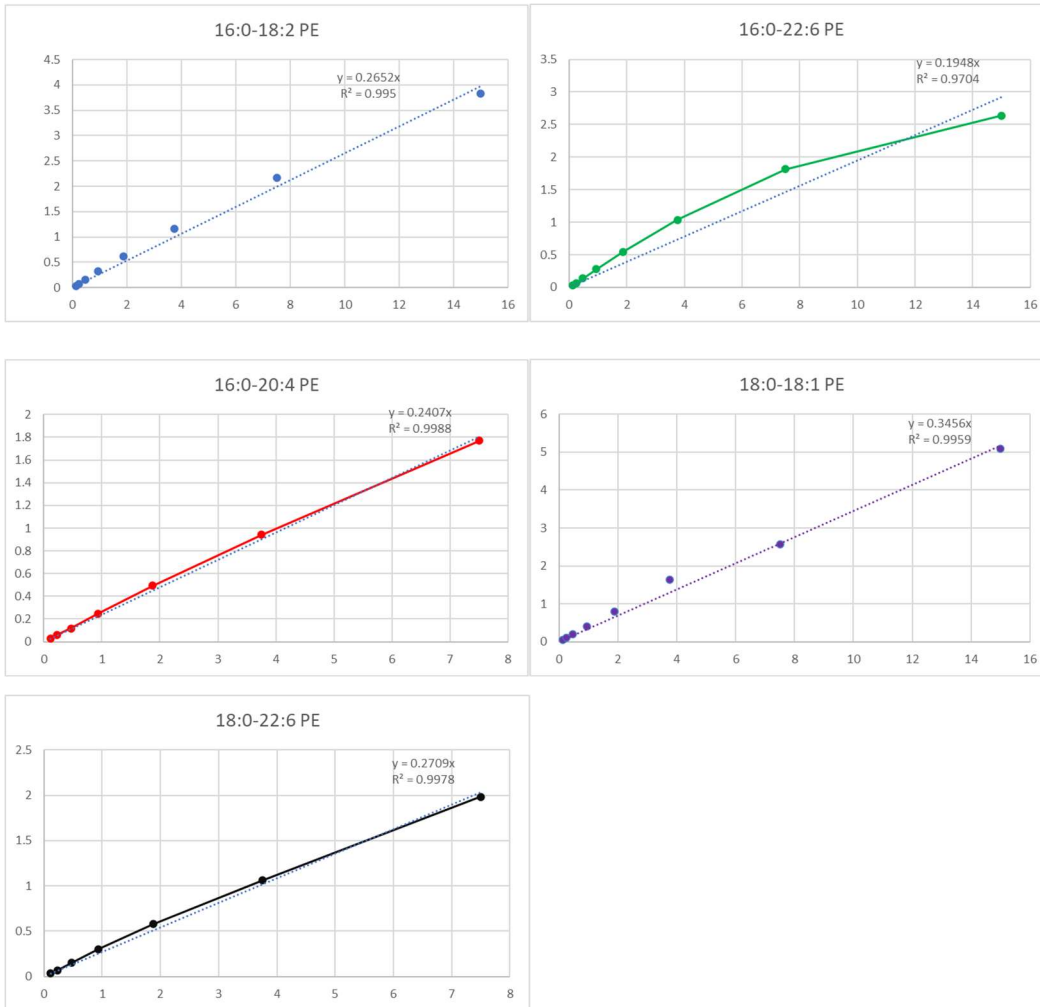 16:0-18:2 PE
y = 0.2652x
R² = 0.995
4.5
4
3.5
3
2.5
2
1.5
1
0.5
0
0 2 4 6 8 10 12 14 16
16:0-22:6 PE
y = 0.1948x
R² = 0.9704
3.5
3
2.5
2
1.5
1
0.5
0
0 2 4 6 8 10 12 14 16
16:0-20:4 PE
y = 0.2407x
R² = 0.9988
2
1.8
1.6
1.4
1.2
1
0.8
0.6
0.4
0.2
0
0 1 2 3 4 5 6 7 8
18:0-18:1 PE
y = 0.3456x
R² = 0.9959
6
5
4
3
2
1
0
0 2 4 6 8 10 12 14 16
18:0-22:6 PE
y = 0.2709x
R² = 0.9978
2.5
2
1.5
1
0.5
0
0 1 2 3 4 5 6 7 8